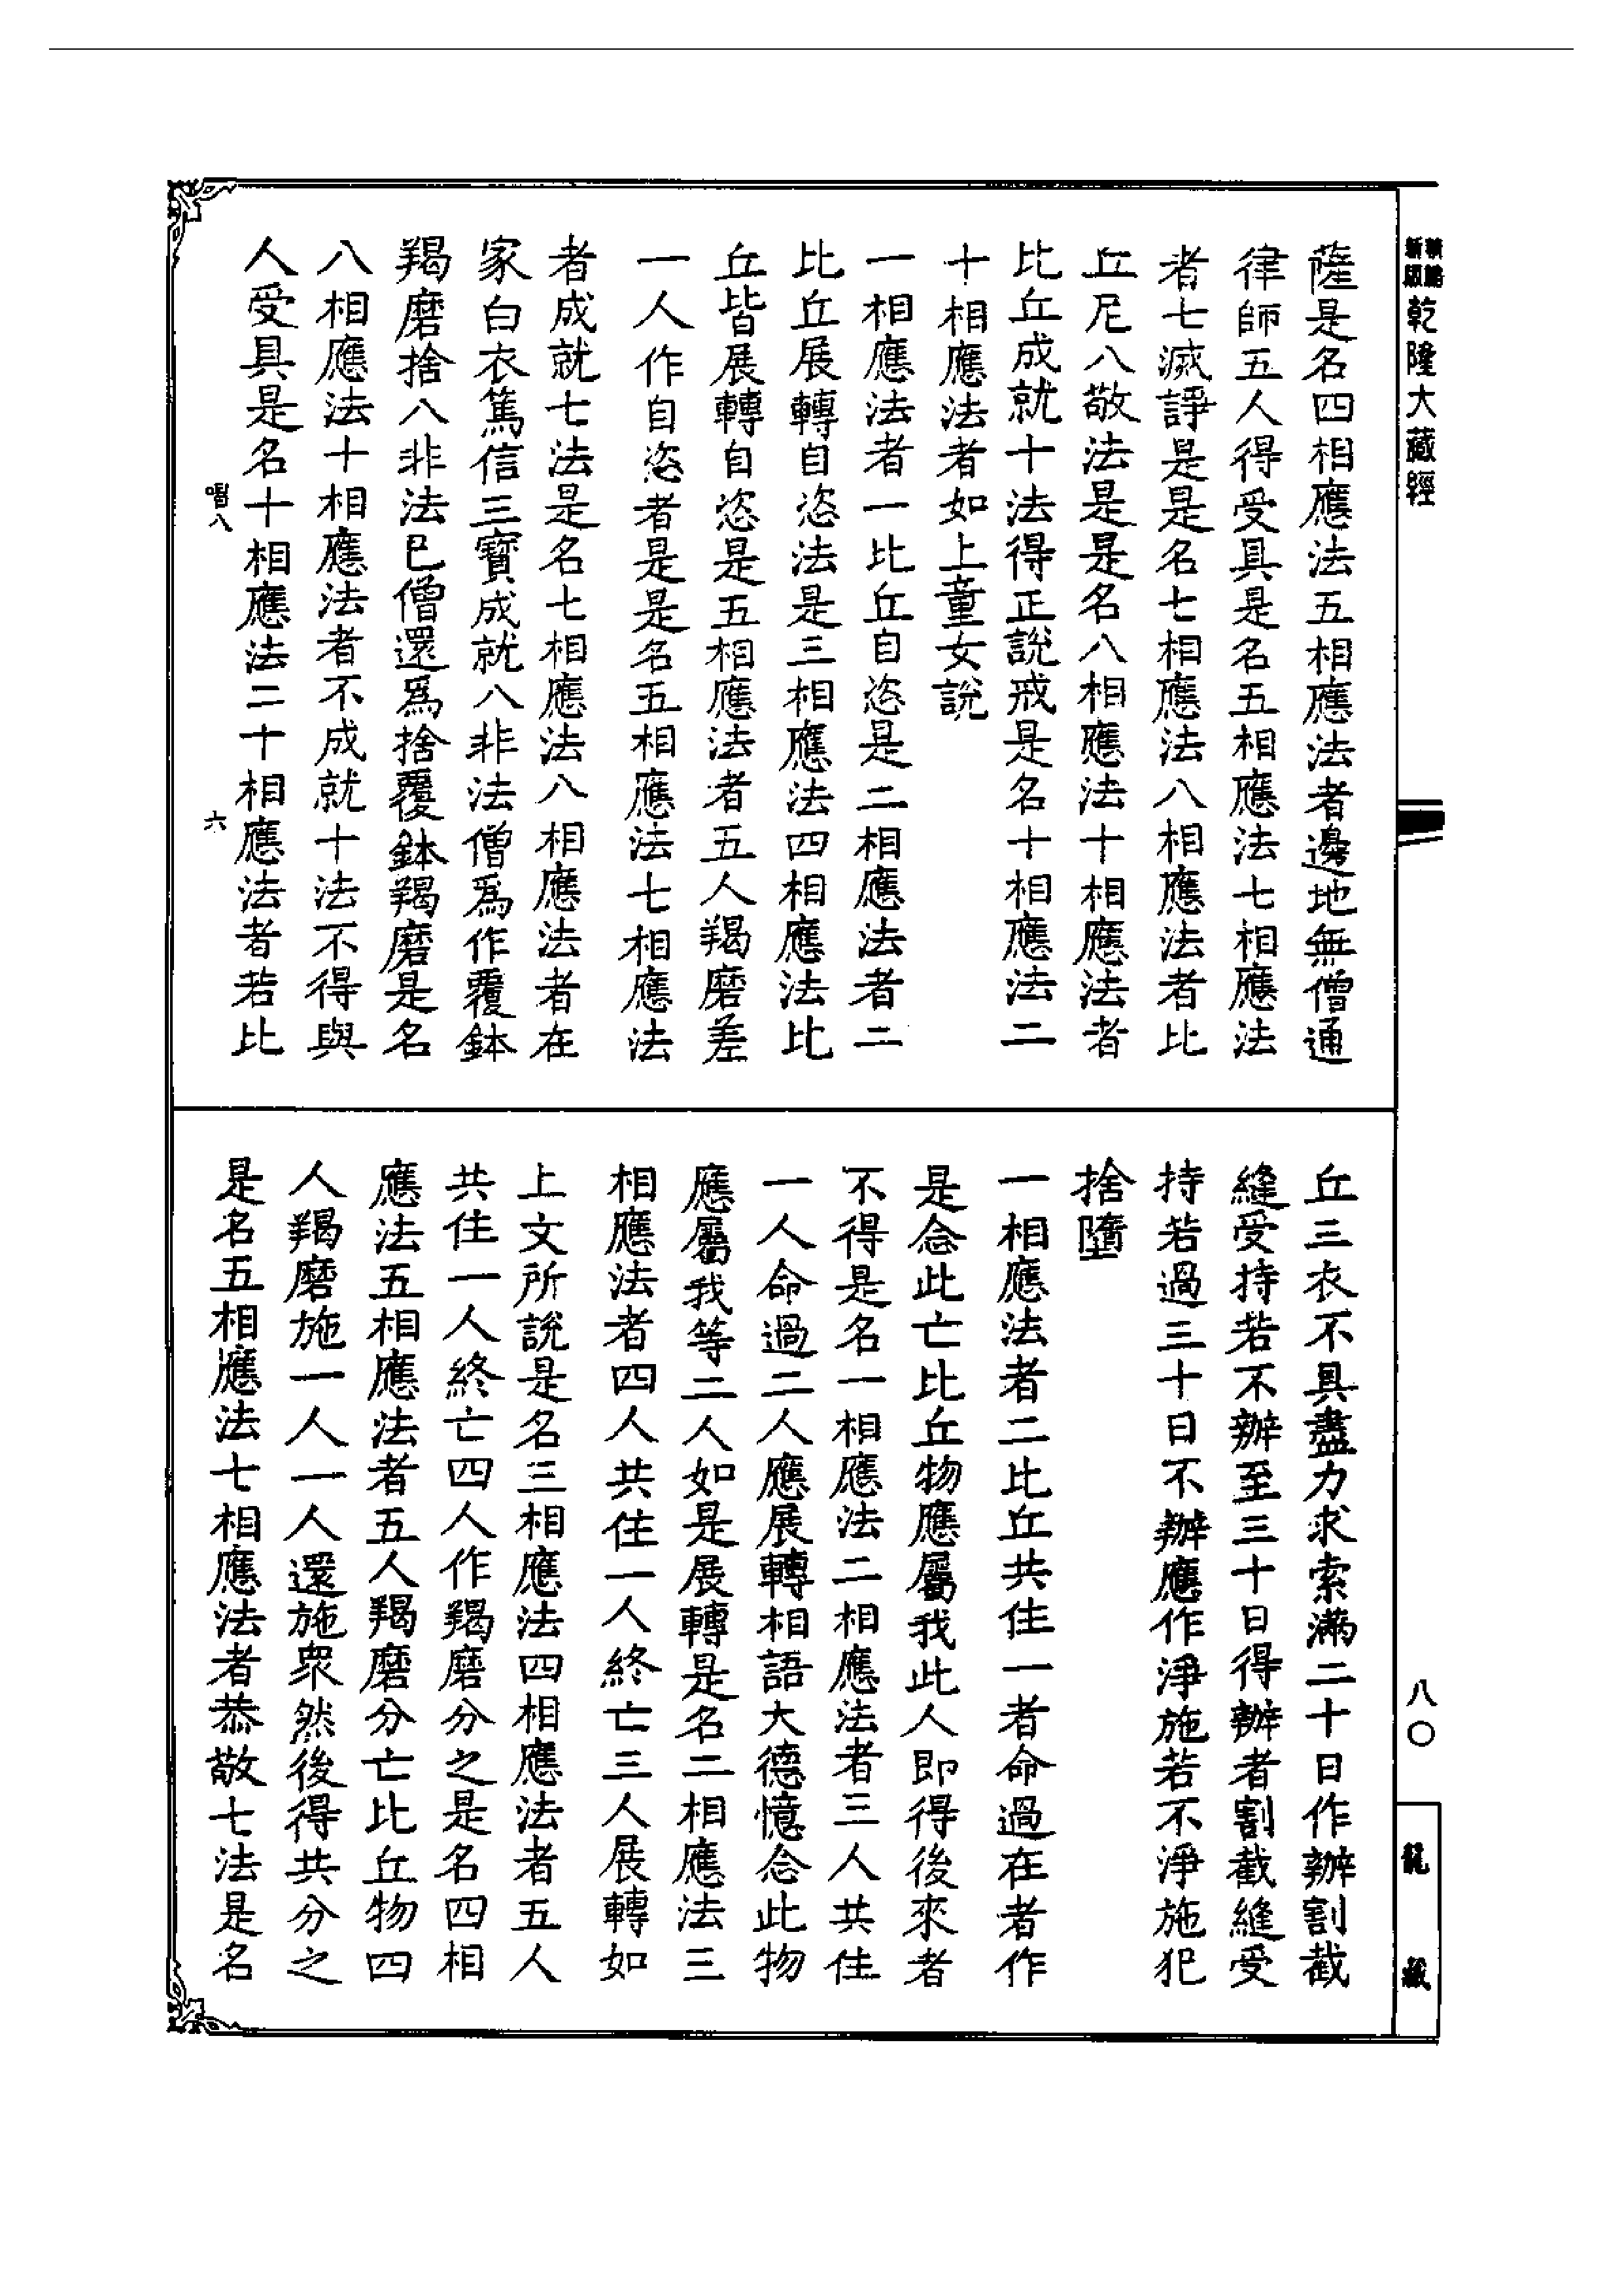 乾隆大藏經
薩是名四相應法五相應法者邊地無僧通
律師五人得受具是名五相應法七相應法
者七滅諍是是名七相應法八相應法者比
丘尼八敬法是是名八相應法十相應法者
比丘成就十法得正說戒是名十相應法二
十相應法者如上童女說
一相應法者一比丘自恣是二相應法者二
比丘展轉自恣法是三相應法四相應法比
丘皆展轉自恣是五相應法者五人羯磨差
一人作自恣者是是名五相應法七相應法
者成就七法是名七相應法八相應法者在
家白衣篤信三寶成就八非法僧爲作覆鉢
羯磨捨八非法已僧還爲捨覆鉢羯磨是名
八相應法十相應法者不成就十法不得與
人受具是名十相應法二十相應法者若比
唱八
六
丘三衣不具盡力求索滿二十日作辦割截
縫受持若不辦至三十日得辦者割截縫受
持若過三十日不辦應作淨施若不淨施犯
捨墮
一相應法者二比丘共住一者命過在者作
是念此亡比丘物應屬我此人即得後來者
不得是名一相應法二相應法者三人共住
一人命過二人應展轉相語大德憶念此物
應屬我等二人如是展轉是名二相應法三
相應法者四人共住一人終亡三人展轉如
上文所說是名三相應法四相應法者五人
共住一人終亡四人作羯磨分之是名四相
應法五相應法者五人羯磨分亡比丘物四
人羯磨施一人一人還施眾然後得共分之
是名五相應法七相應法者恭敬七法是名
八〇
龍藏